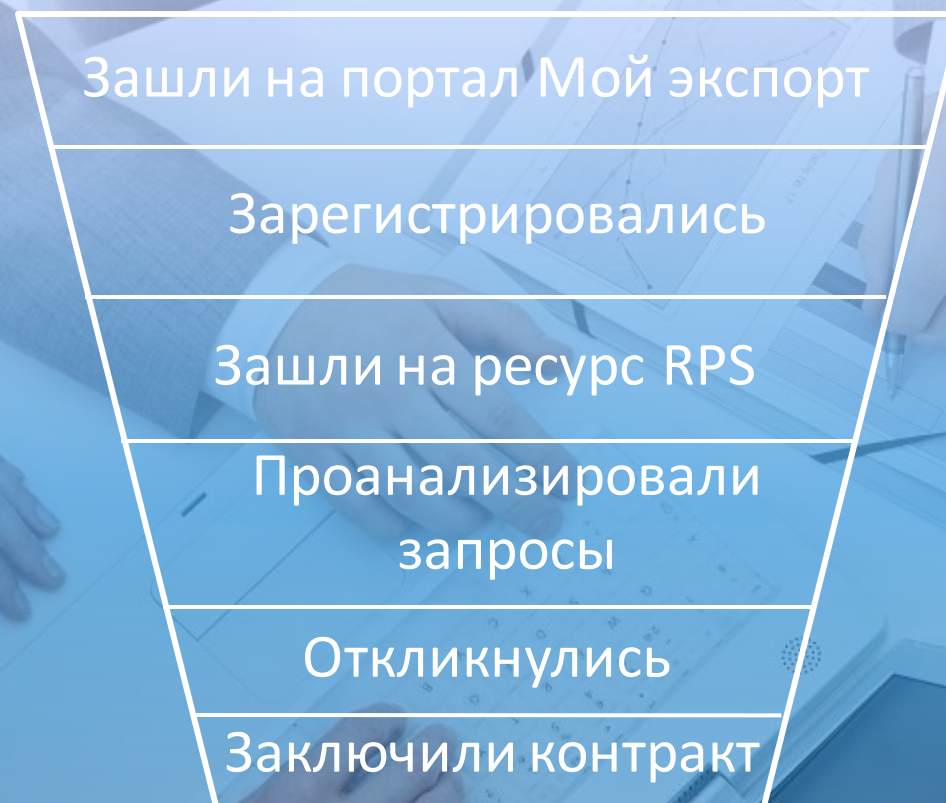 Зашли на портал Мой экспорт
Зарегистрировались
Зашли на ресурс RPS
Проанализировали
запросы
Откликнулись
Заключили контракт